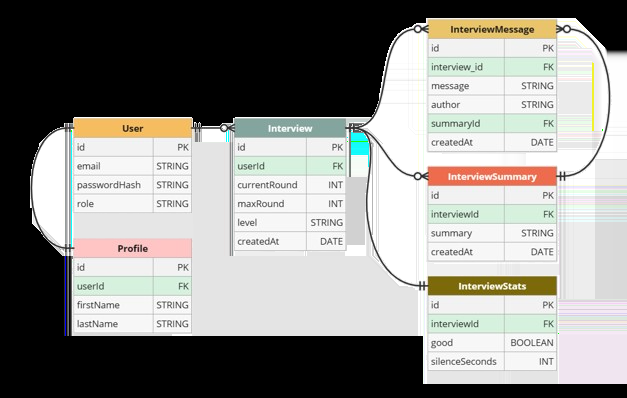 User
id PK
email STRING
passwordHash STRING
role STRING
Profile
id PK
userId FK
firstName STRING
lastName STRING
Interview
id PK
userId FK
currentRound INT
maxRound INT
level STRING
createdAt DATE
InterviewMessage
id PK
interview_id FK
message STRING
author STRING
summaryId FK
createdAt DATE
InterviewSummary
id PK
interviewId FK
summary STRING
createdAt DATE
InterviewStats
id PK
interviewId FK
good BOOLEAN
silenceSeconds INT